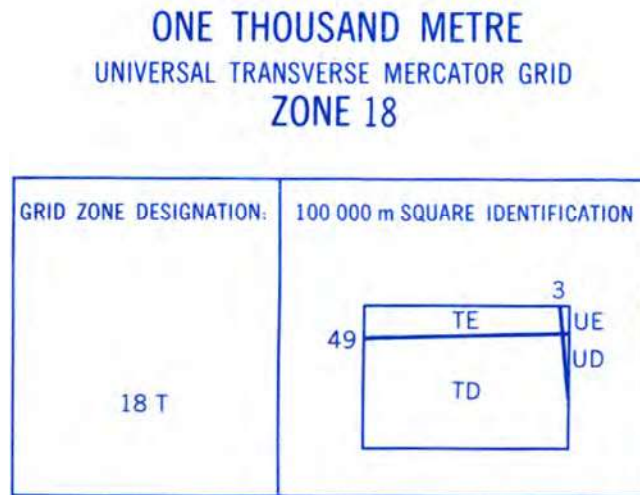 ONE THOUSAND METRE
UNIVERSAL TRANSVERSE MERCATOR GRID
ZONE 18
GRID ZONE DESIGNATION:
18 T
100 000 m SQUARE IDENTIFICATION
3
TE
UE
49
UD
TD